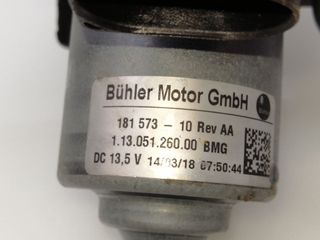 Bühler Motor GmbH
181 573 - 10 Rev AA
1.13.051.260.00 BMG
DC 13,5 V 14/03/18 07:50:44